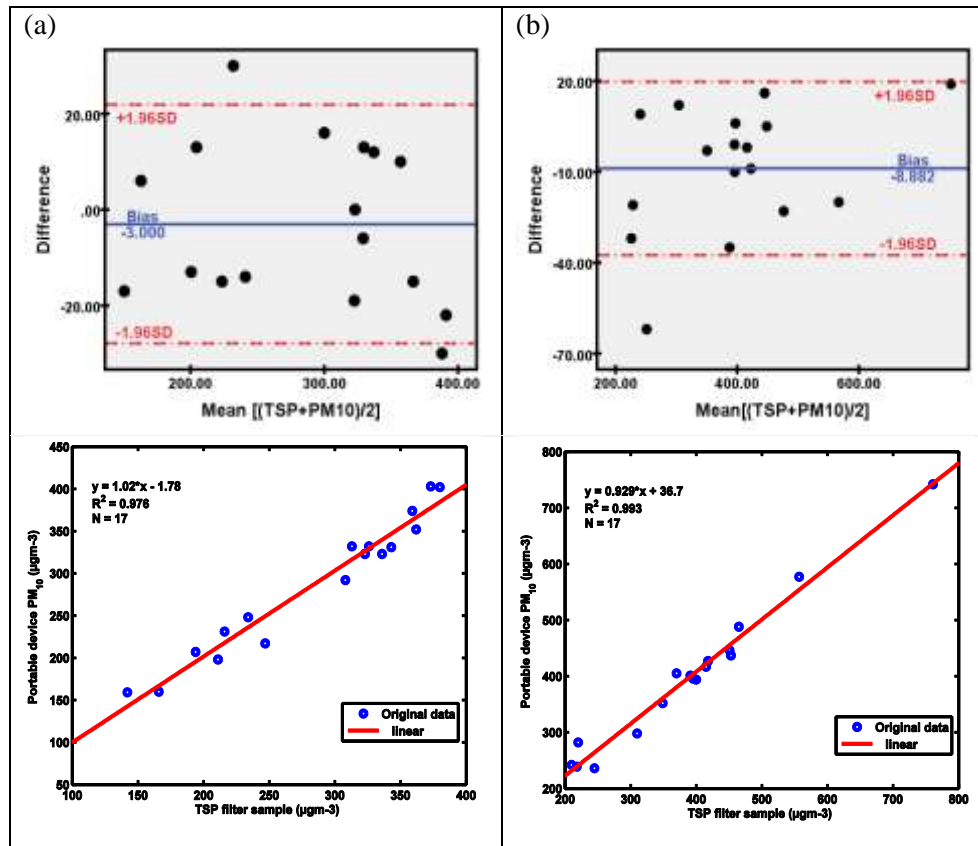 (a)
(b)
Difference
20.00
.00
-20.00
+1.96SD
Bias
-3.000
-1.96SD
200.00 300.00 400.00
Mean [(TSP+PM10)/2]
Difference
20.00
-10.00
-40.00
-70.00
+1.96SD
Bias
-8.882
-1.96SD
200.00 400.00 600.00
Mean[(TSP+PM10)/2]
Portable device PM10 (µgm-3)
450
400
350
300
250
200
150
100
50
y = 1.02*x - 1.78
R² = 0.976
N = 17
Original data
linear
100 150 200 250 300 350 400
TSP filter sample (µgm-3)
Portable device PM10 (µgm-3)
800
700
600
500
400
300
200
y = 0.929*x + 36.7
R² = 0.993
N = 17
Original data
linear
200 300 400 500 600 700 800
TSP filter sample (µgm-3)